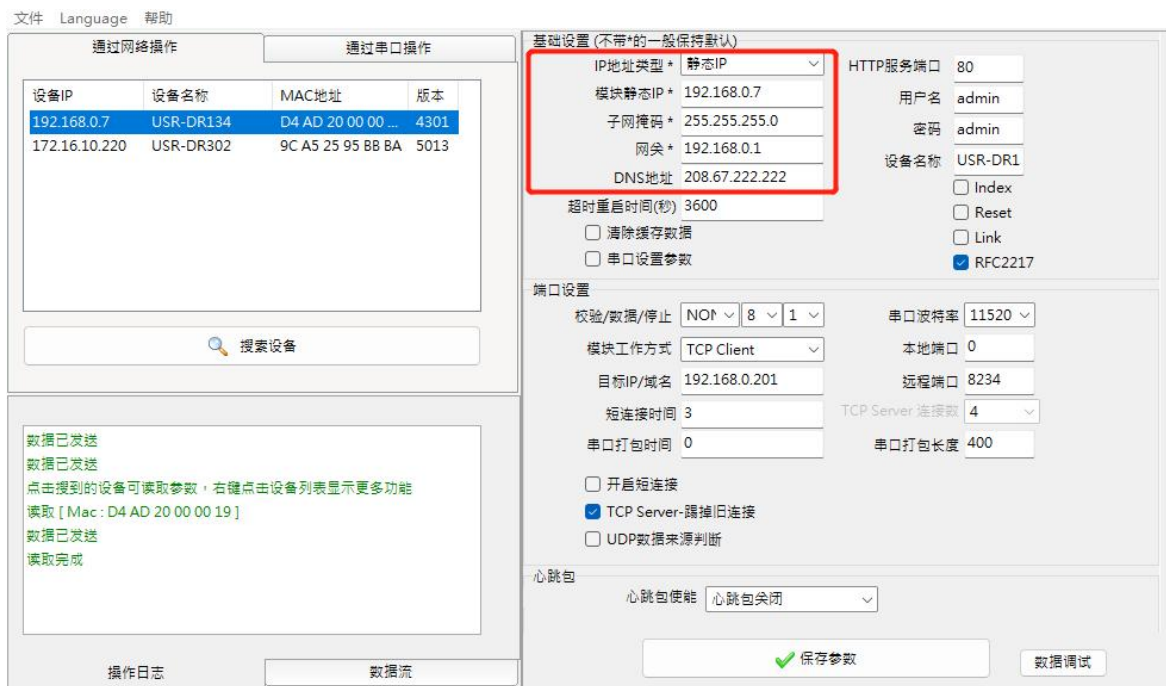 文件 Language 帮助
通过网络操作 通过串口操作
设备IP 设备名称 MAC地址 版本
192.168.0.7 USR-DR134 D4 AD 20 00 00 ... 4301
172.16.10.220 USR-DR302 9C A5 25 95 BB BA 5013
搜索设备
数据已发送
数据已发送
点击搜到的设备可读取参数，右键点击设备列表显示更多功能
读取 [ Mac : D4 AD 20 00 00 19 ]
数据已发送
读取完成
操作日志 数据流
基础设置 (不带*的一般保持默认)
IP地址类型 * 静态IP HTTP服务端口 80
模块静态IP * 192.168.0.7 用户名 admin
子网掩码 * 255.255.255.0 密码 admin
网关 * 192.168.0.1 设备名称 USR-DR1
DNS地址 208.67.222.222 Index
超时重启时间(秒) 3600 Reset
清除缓存数据 Link
串口设置参数 RFC2217
端口设置
校验/数据/停止 NON 8 1 串口波特率 11520
模块工作方式 TCP Client 本地端口 0
目标IP/域名 192.168.0.201 远程端口 8234
短连接时间 3 TCP Server 连接数 4
串口打包时间 0 串口打包长度 400
开启短连接
TCP Server-踢掉旧连接
UDP数据来源判断
心跳包
心跳包使能 心跳包关闭
保存参数 数据调试